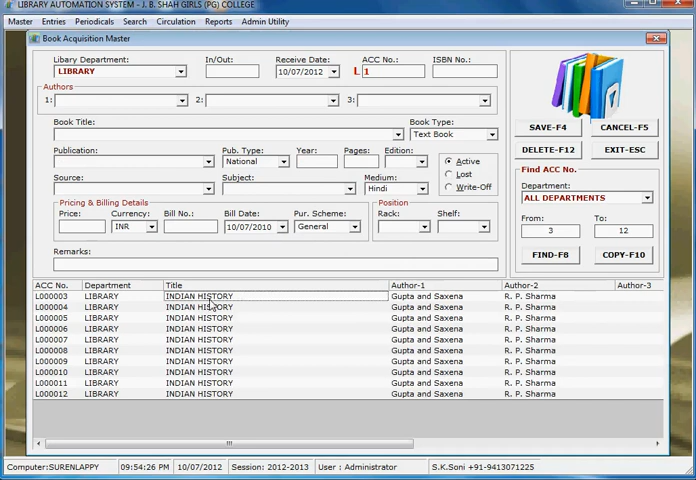 LIBRARY AUTOMATION SYSTEM - J. B. SHAH GIRLS (PG) COLLEGE
Master Entries Periodicals Search Circulation Reports Admin Utility
Book Acquisition Master
Libary Department: In/Out: Receive Date: ACC No.: ISBN No.:
LIBRARY 10/07/2012 L 1
Authors
1: 2: 3:
Book Title: Book Type:
Text Book
Publication: Pub. Type: Year: Pages: Edition:
National
Active
Lost
Write-Off
Source: Subject: Medium:
Hindi
Pricing & Billing Details Position
Price: Currency: Bill No.: Bill Date: Pur. Scheme: Rack: Shelf:
INR 10/07/2010 General
Remarks:
SAVE-F4 CANCEL-F5
DELETE-F12 EXIT-ESC
Find ACC No.
Department:
ALL DEPARTMENTS
From: To:
3 12
FIND-F8 COPY-F10
ACC No. Department Title Author-1 Author-2 Author-3
L000003 LIBRARY INDIAN HISTORY Gupta and Saxena R. P. Sharma
L000004 LIBRARY INDIAN HISTORY Gupta and Saxena R. P. Sharma
L000005 LIBRARY INDIAN HISTORY Gupta and Saxena R. P. Sharma
L000006 LIBRARY INDIAN HISTORY Gupta and Saxena R. P. Sharma
L000007 LIBRARY INDIAN HISTORY Gupta and Saxena R. P. Sharma
L000008 LIBRARY INDIAN HISTORY Gupta and Saxena R. P. Sharma
L000009 LIBRARY INDIAN HISTORY Gupta and Saxena R. P. Sharma
L000010 LIBRARY INDIAN HISTORY Gupta and Saxena R. P. Sharma
L000011 LIBRARY INDIAN HISTORY Gupta and Saxena R. P. Sharma
L000012 LIBRARY INDIAN HISTORY Gupta and Saxena R. P. Sharma
Computer:SURENLAPPY 09:54:26 PM 10/07/2012 Session: 2012-2013 User : Administrator S.K.Soni +91-9413071225